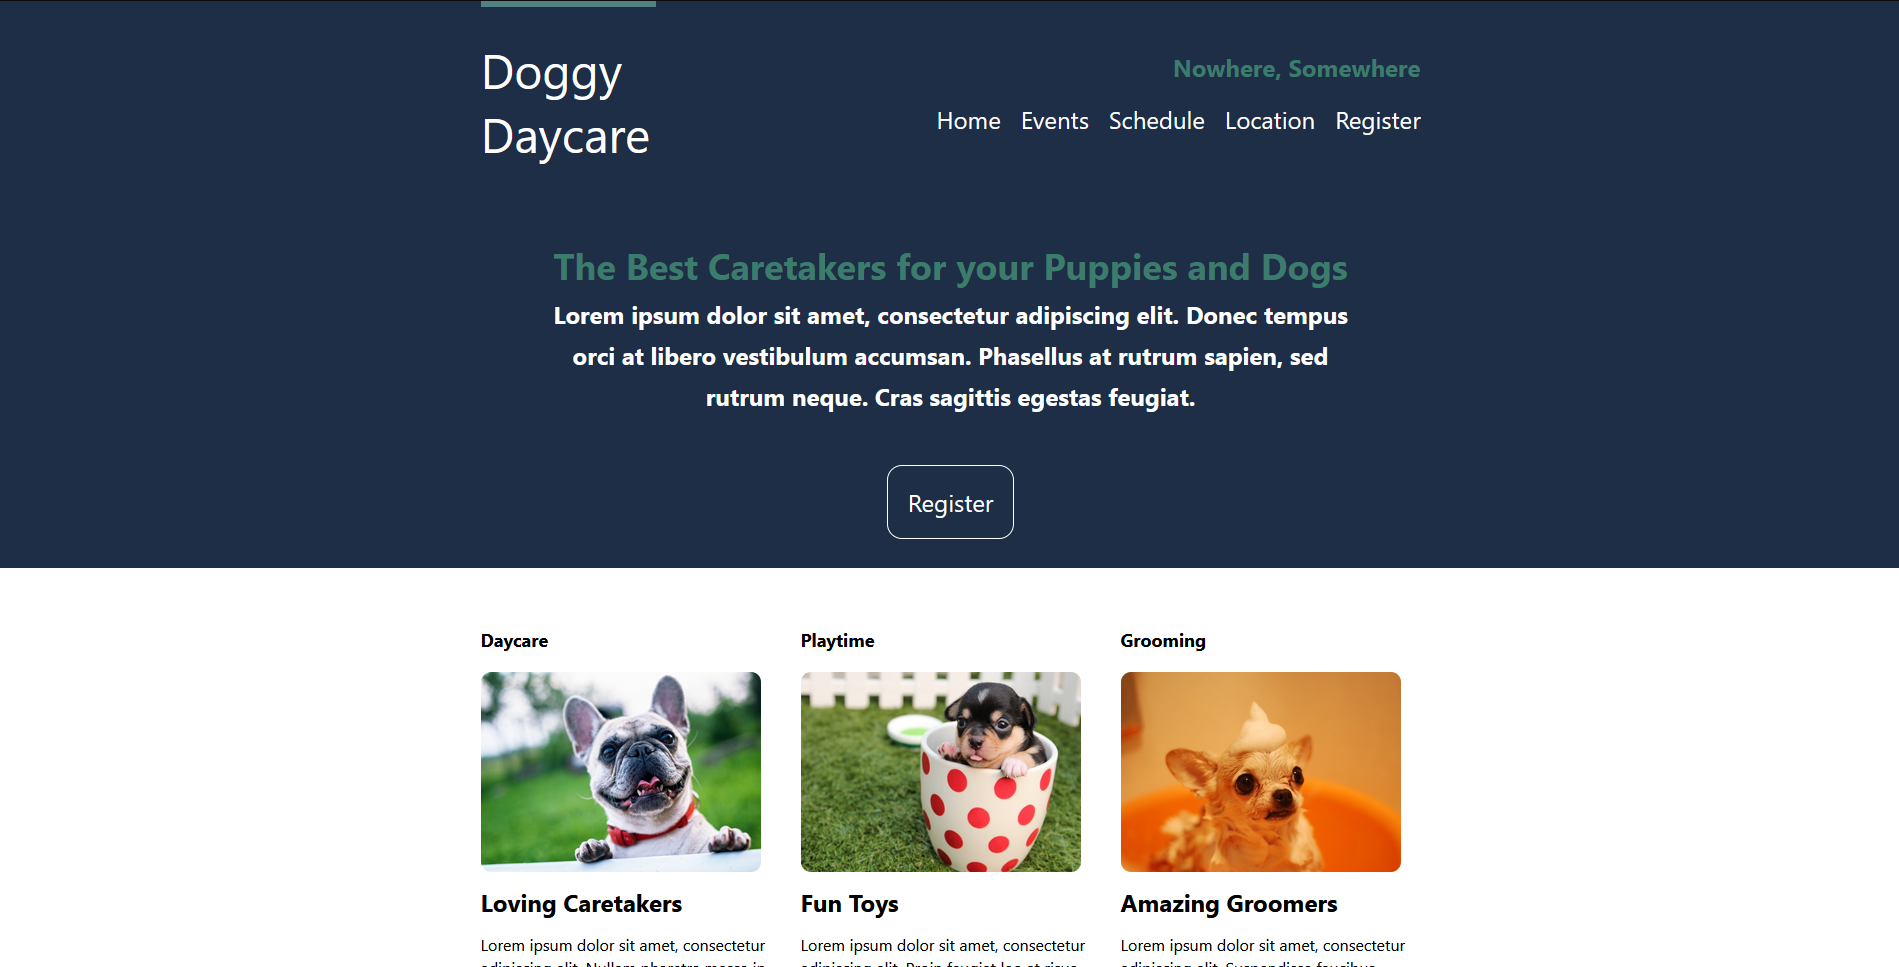 Doggy
Daycare
Nowhere, Somewhere
Home Events Schedule Location Register
The Best Caretakers for your Puppies and Dogs
Lorem ipsum dolor sit amet, consectetur adipiscing elit. Donec tempus
orci at libero vestibulum accumsan. Phasellus at rutrum sapien, sed
rutrum neque. Cras sagittis egestas feugiat.
Register
Daycare
Playtime
Grooming
Loving Caretakers
Fun Toys
Amazing Groomers
Lorem ipsum dolor sit amet, consectetur
Lorem ipsum dolor sit amet, consectetur
Lorem ipsum dolor sit amet, consectetur